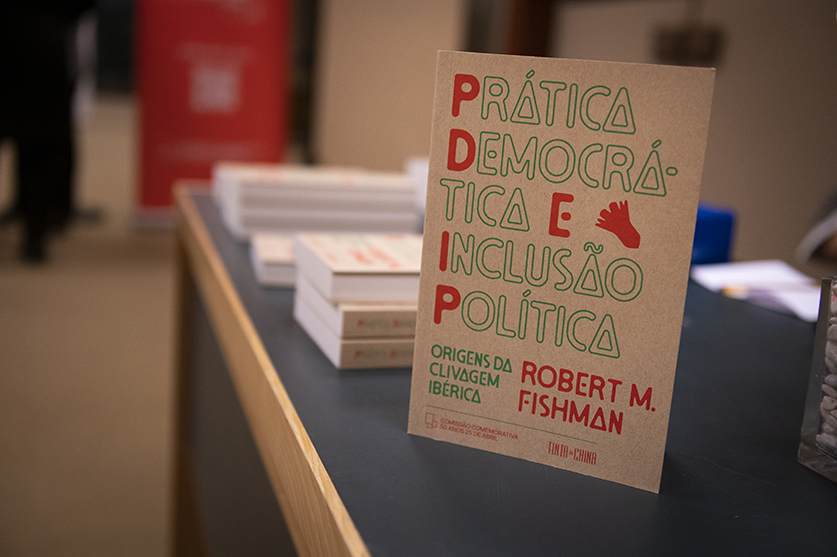 PRÁTICA
DEMOCRÁ-
TICA E
INCLUSÃO
POLÍTICA
ORIGENS DA
CLIVAGEM
IBÉRICA
ROBERT M.
FISHMAN
COMISSÃO COMEMORATIVA
50 ANOS 25 DE ABRIL
TINTA DA CHINA